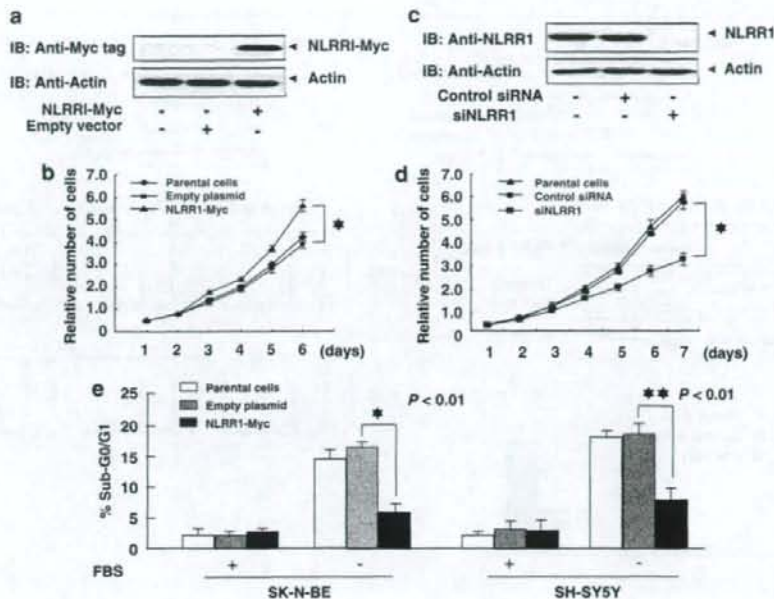 a
IB: Anti-Myc tag
NLRRI-Myc
IB: Anti-Actin
Actin
NLRRI-Myc - - +
Empty vector - + -
c
IB: Anti-NLRR1
NLRR1
IB: Anti-Actin
Actin
Control siRNA - + -
siNLRR1 - - +
b
Relative number of cells
7.0
6.0
5.0
4.0
3.0
2.0
1.0
0
Parental cells
Empty plasmid
NLRR1-Myc
*
1 2 3 4 5 6 (days)
d
Relative number of cells
7.0
6.0
5.0
4.0
3.0
2.0
1.0
0
Parental cells
Control siRNA
siNLRR1
*
1 2 3 4 5 6 7 (days)
e
% Sub-G0/G1
25
20
15
10
5
0
Parental cells
Empty plasmid
NLRR1-Myc
* P < 0.01
** P < 0.01
FBS + - + -
SK-N-BE SH-SY5Y